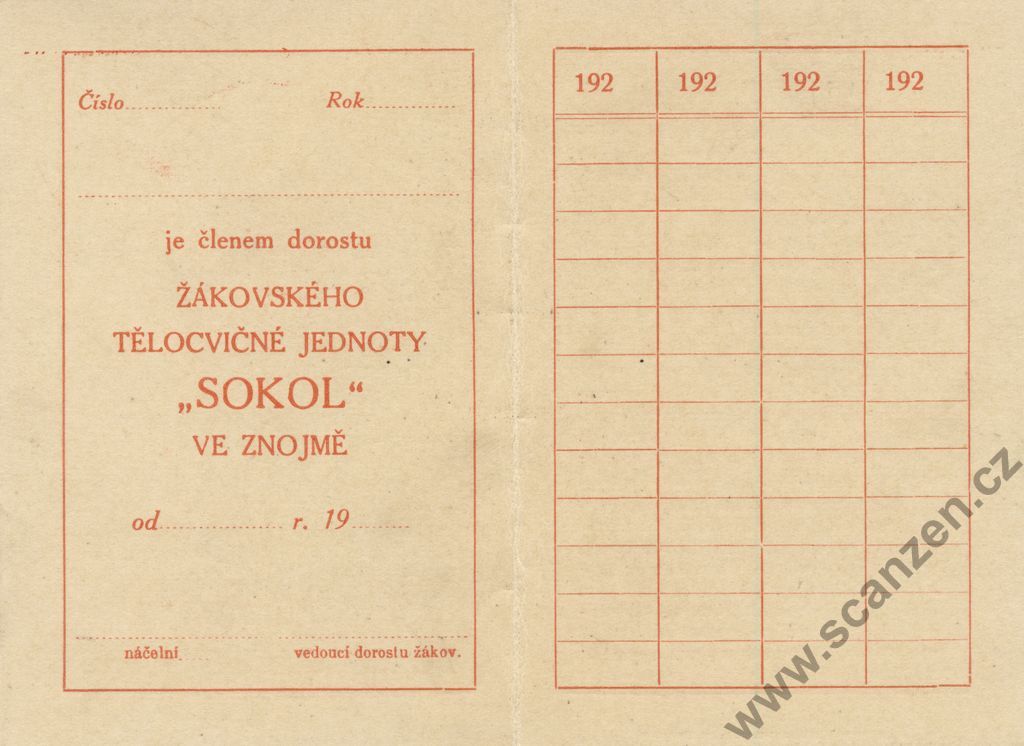 Číslo Rok
je členem dorostu
ŽÁKOVSKÉHO
TĚLOCVIČNÉ JEDNOTY
„SOKOL“
VE ZNOJMĚ
od r. 19
náčelní vedoucí dorostu žákov.
192 192 192 192
www.scanzen.cz